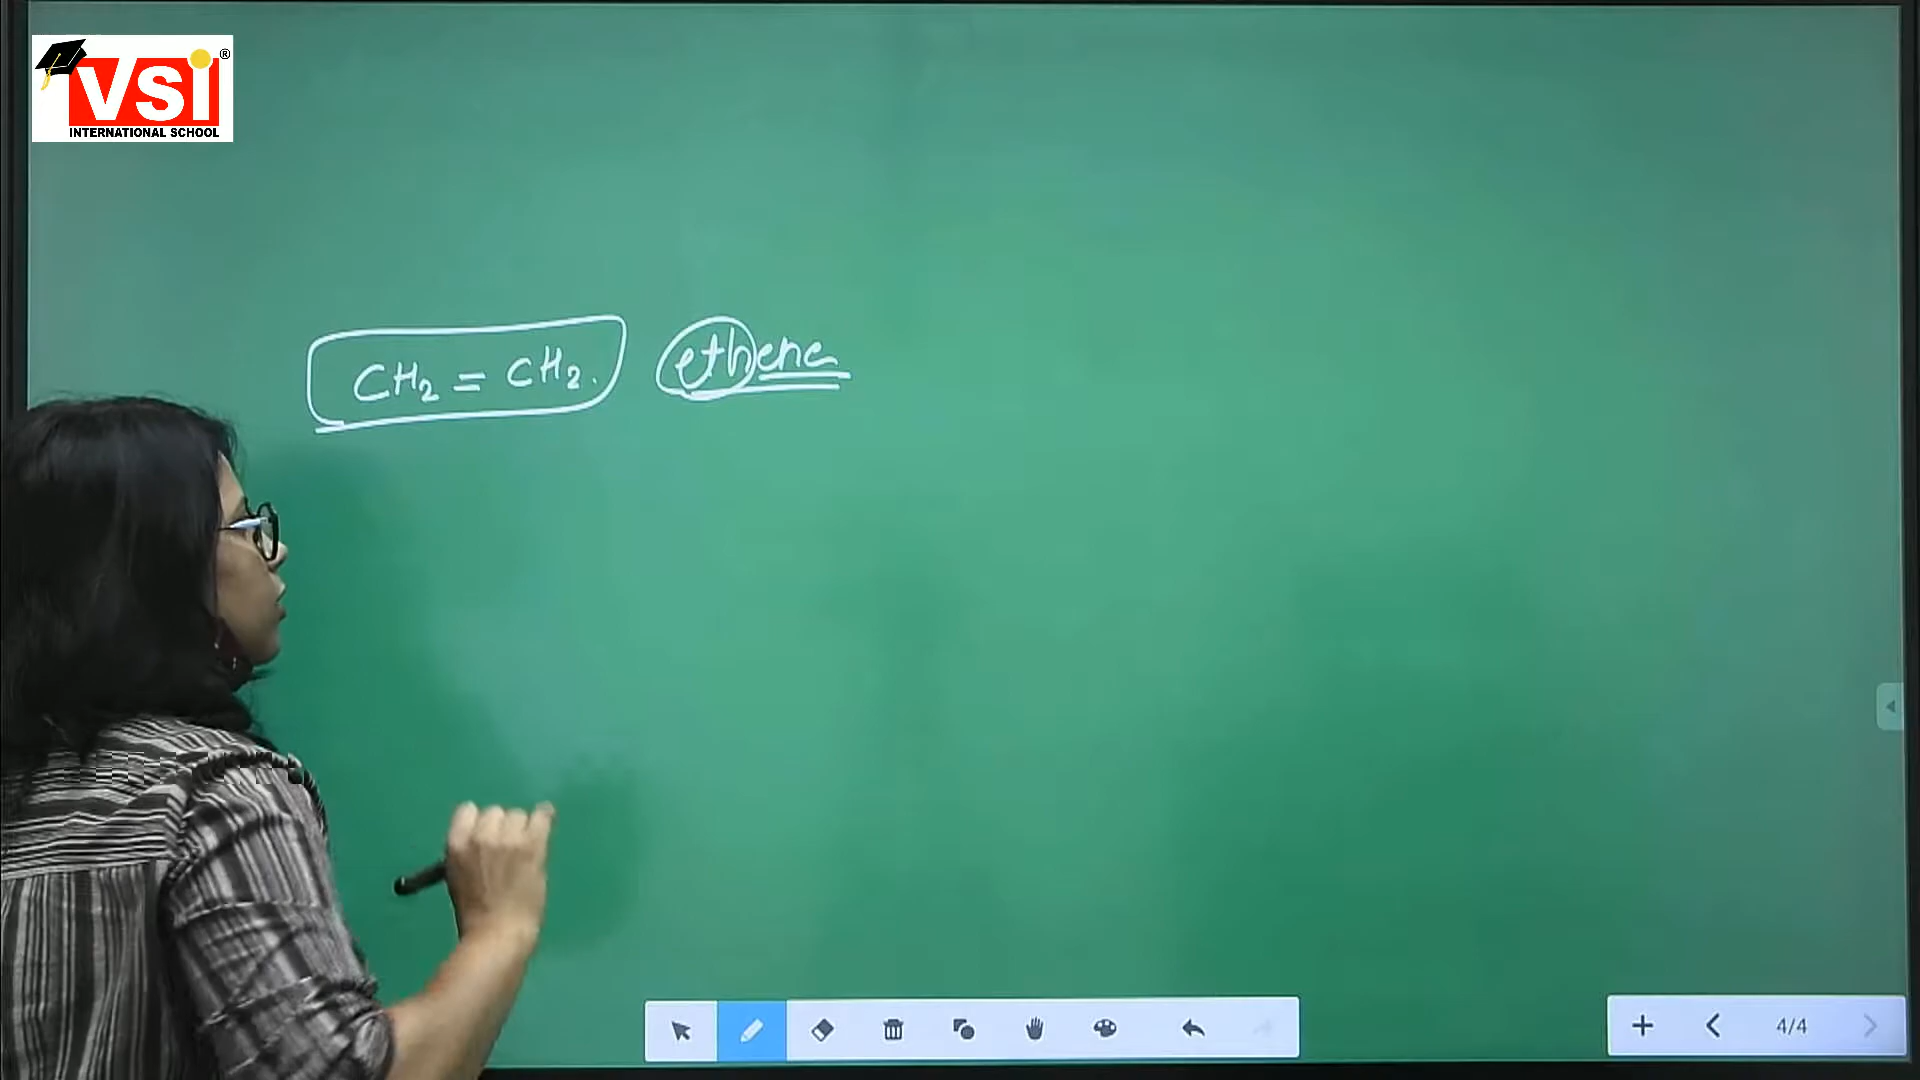 VSI ®
INTERNATIONAL SCHOOL
CH₂ = CH₂. ethene
4/4